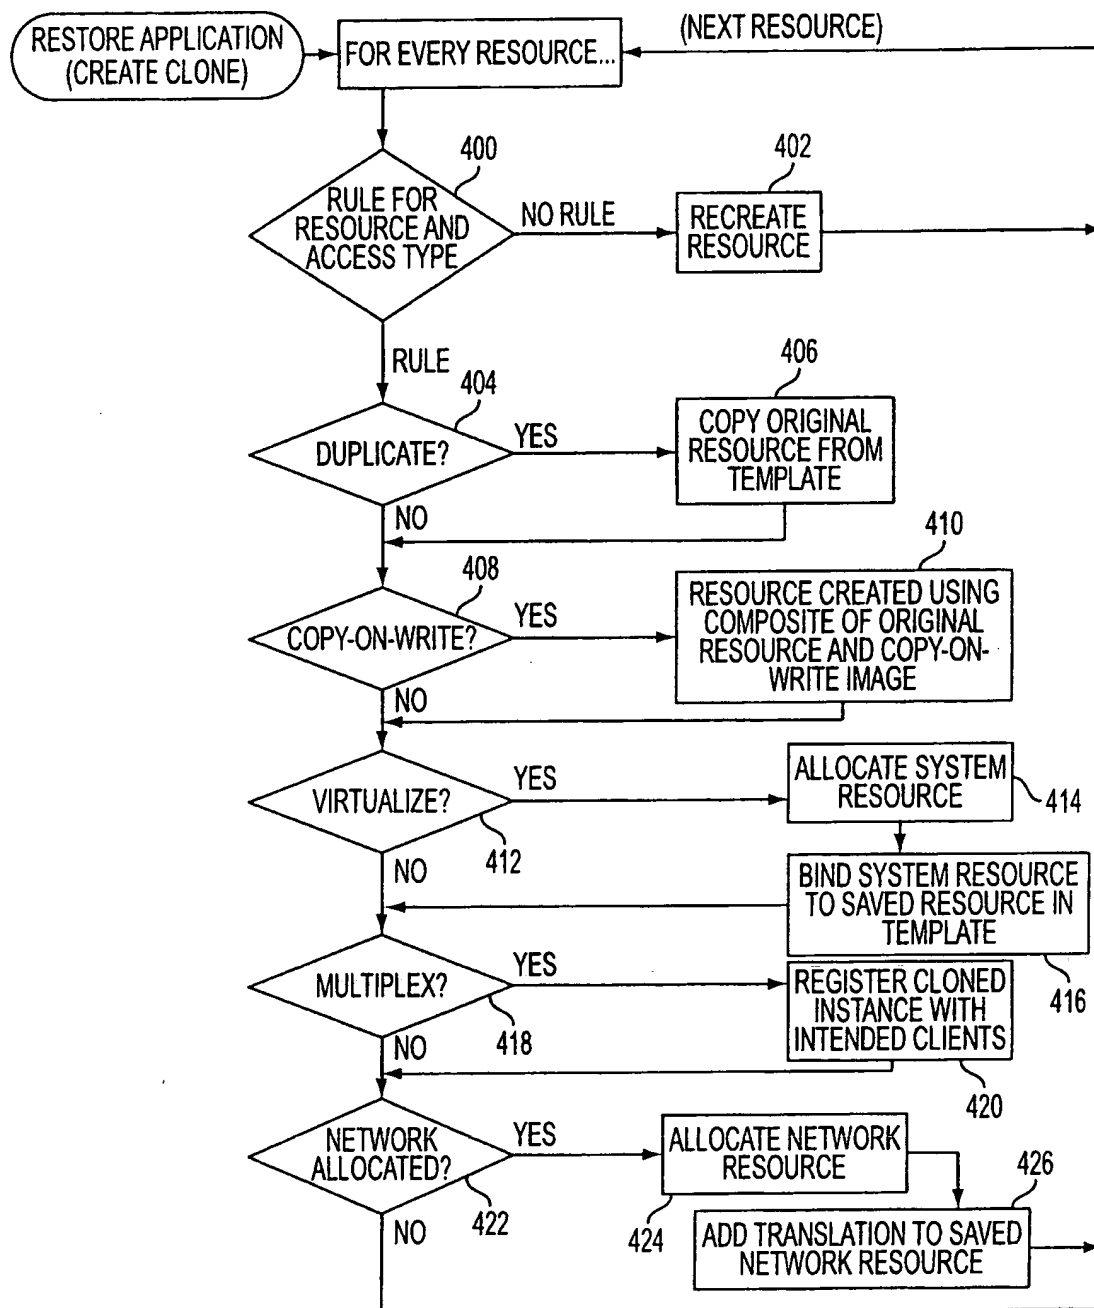 RESTORE APPLICATION
(CREATE CLONE)
FOR EVERY RESOURCE...
(NEXT RESOURCE)
400
RULE FOR
RESOURCE AND
ACCESS TYPE
NO RULE
402
RECREATE
RESOURCE
RULE
404
DUPLICATE?
YES
406
COPY ORIGINAL
RESOURCE FROM
TEMPLATE
NO
408
COPY-ON-WRITE?
YES
410
RESOURCE CREATED USING
COMPOSITE OF ORIGINAL
RESOURCE AND COPY-ON-
WRITE IMAGE
NO
VIRTUALIZE?
412
YES
ALLOCATE SYSTEM
RESOURCE
414
NO
BIND SYSTEM RESOURCE
TO SAVED RESOURCE IN
TEMPLATE
416
MULTIPLEX?
418
YES
REGISTER CLONED
INSTANCE WITH
INTENDED CLIENTS
420
NO
NETWORK
ALLOCATED?
422
YES
ALLOCATE NETWORK
RESOURCE
424
426
ADD TRANSLATION TO SAVED
NETWORK RESOURCE
NO